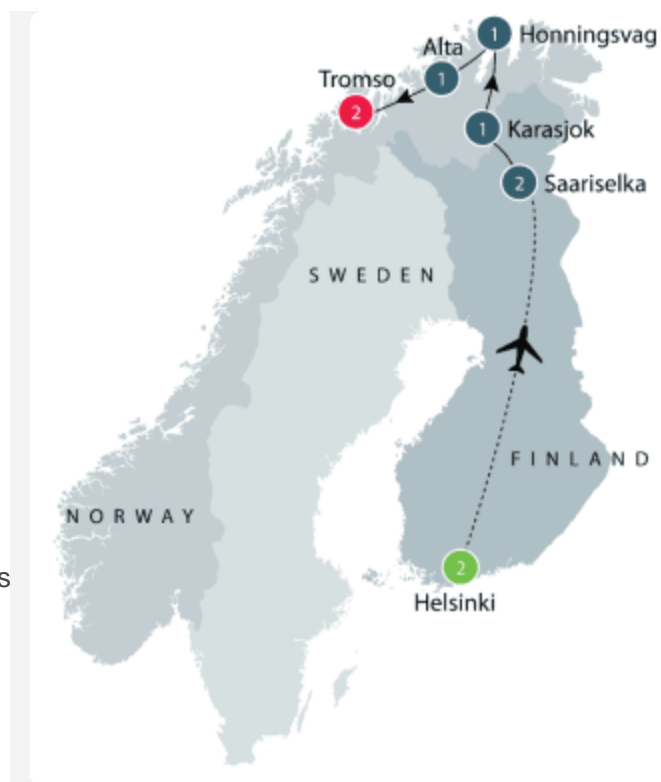 1 Honningsvag
Alta
1
Tromso
2
1 Karasjok
2 Saariselka
SWEDEN
FINLAND
NORWAY
s
2
Helsinki